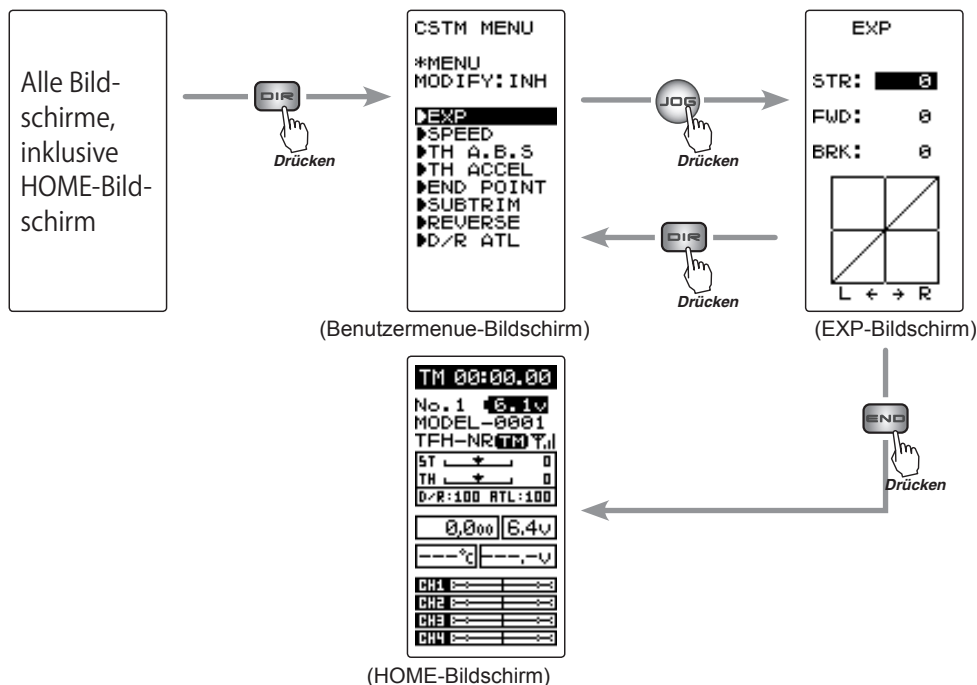 Alle Bild-
schirme,
inklusive
HOME-Bild-
schirm
DIR
Drücken
CSTM MENU
*MENU
MODIFY:INH
▶EXP
▶SPEED
▶TH A.B.S
▶TH ACCEL
▶END POINT
▶SUBTRIM
▶REVERSE
▶D/R ATL
(Benutzermenue-Bildschirm)
JOG
Drücken
DIR
Drücken
EXP
STR: 0
FWD: 0
BRK: 0
L ← → R
(EXP-Bildschirm)
END
Drücken
TM 00:00.00
No.1 6.1v
MODEL-0001
TFH-NR TM
ST 0
TH 0
D/R:100 ATL:100
0,0oo 6.4v
---°C ---.-v
CH1
CH2
CH3
CH4
(HOME-Bildschirm)